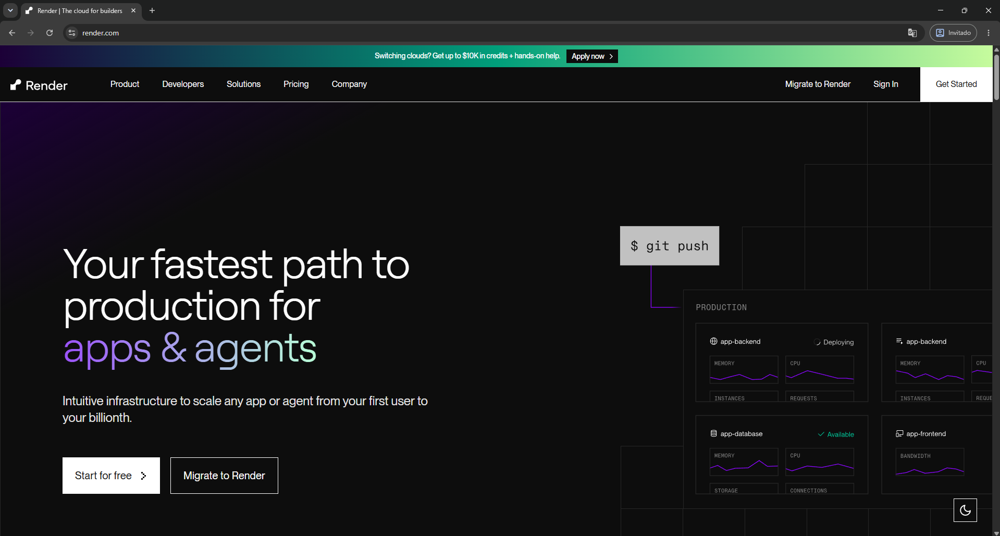 Render | The cloud for builders
render.com
Invitado
Switching clouds? Get up to $10K in credits + hands-on help. Apply now
Render
Product
Developers
Solutions
Pricing
Company
Migrate to Render
Sign In
Get Started
Your fastest path to
production for
apps & agents
Intuitive infrastructure to scale any app or agent from your first user to
your billionth.
Start for free
Migrate to Render
$ git push
PRODUCTION
app-backend
Deploying
MEMORY
CPU
INSTANCES
REQUESTS
app-backend
MEMORY
CPU
INSTANCES
REQUE
app-database
Available
MEMORY
CPU
STORAGE
CONNECTIONS
app-frontend
BANDWIDTH